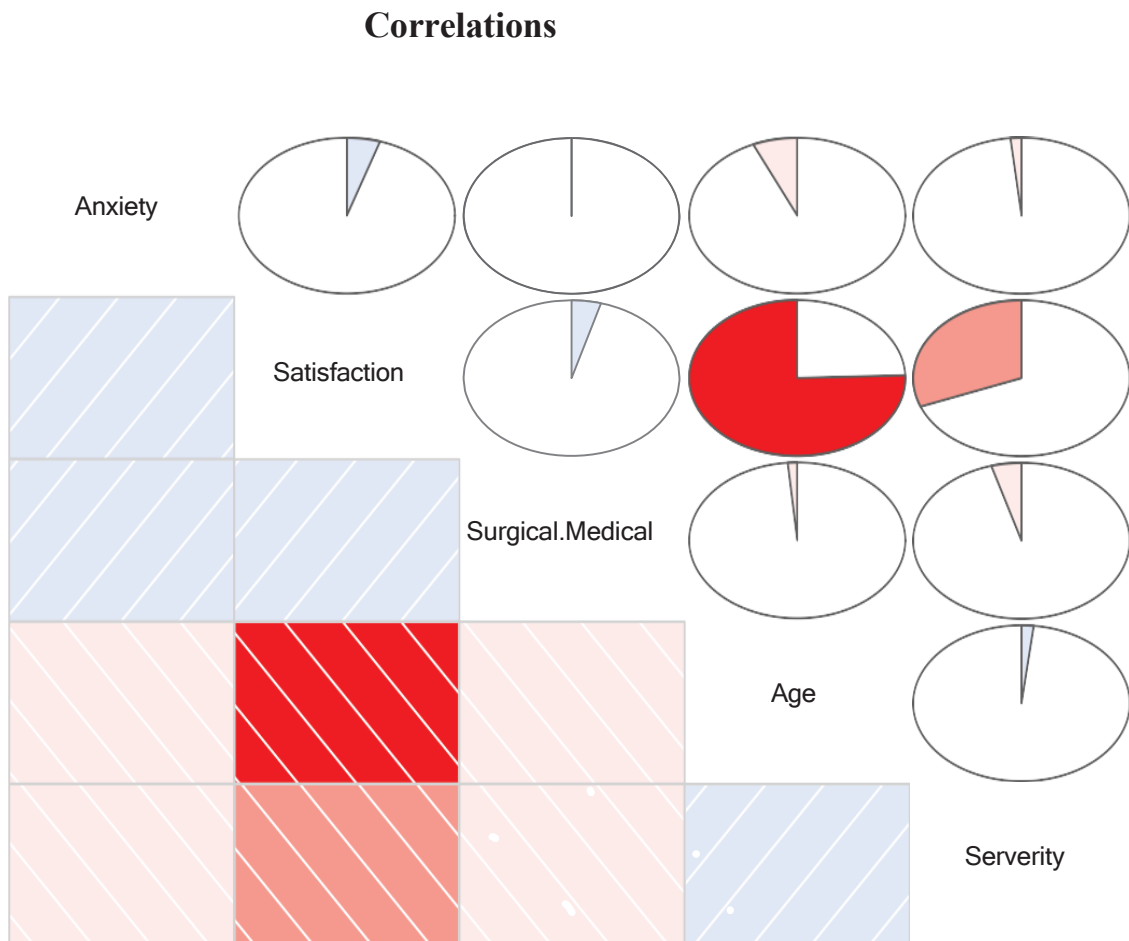 Correlations
Anxiety
Satisfaction
Surgical.Medical
Age
Serverity